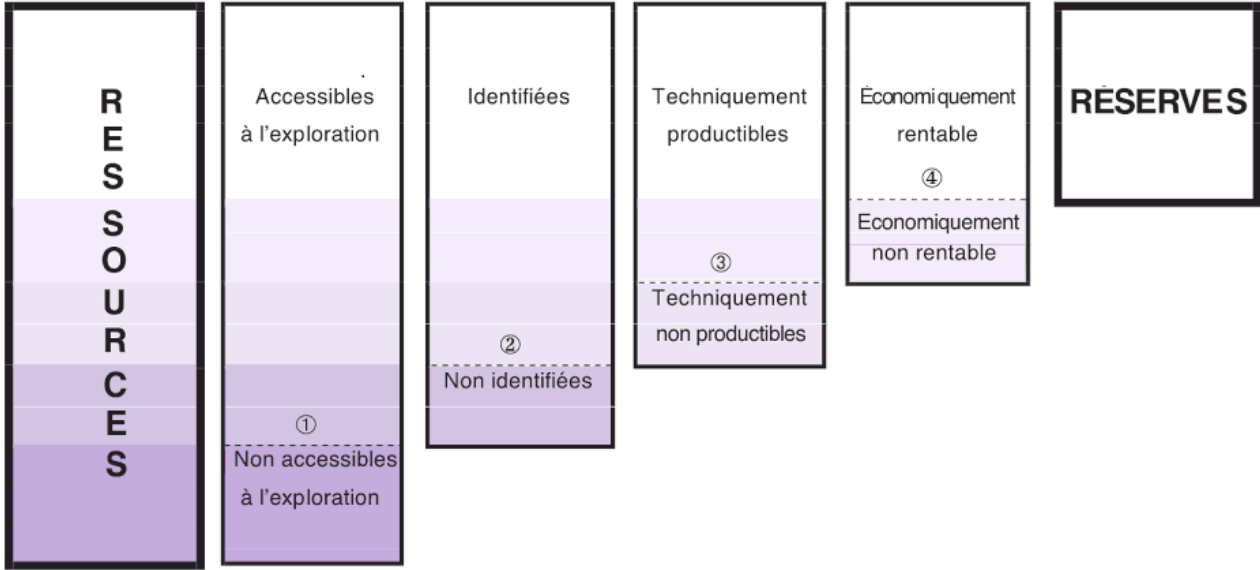 RESSOURCES
Accessibles
à l'exploration
①
Non accessibles
à l'exploration
Identifiées
②
Non identifiées
Techniquement
productibles
③
Techniquement
non productibles
Économiquement
rentable
④
Economiquement
non rentable
RÉSERVES